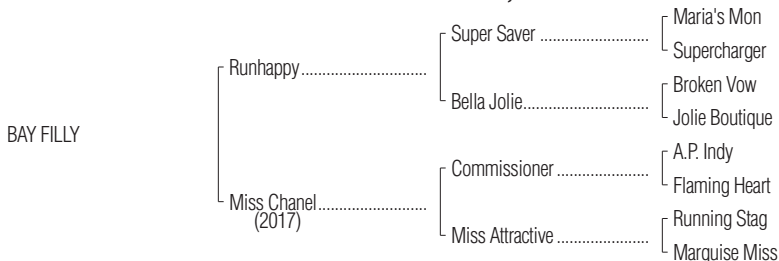 Maria's Mon
Super Saver ..............................
Supercharger
Runhappy...................................
Broken Vow
Bella Jolie..................................
Jolie Boutique
BAY FILLY
A.P. Indy
Commissioner .........................
Flaming Heart
Miss Chanel..............................
(2017)
Running Stag
Miss Attractive .........................
Marquise Miss